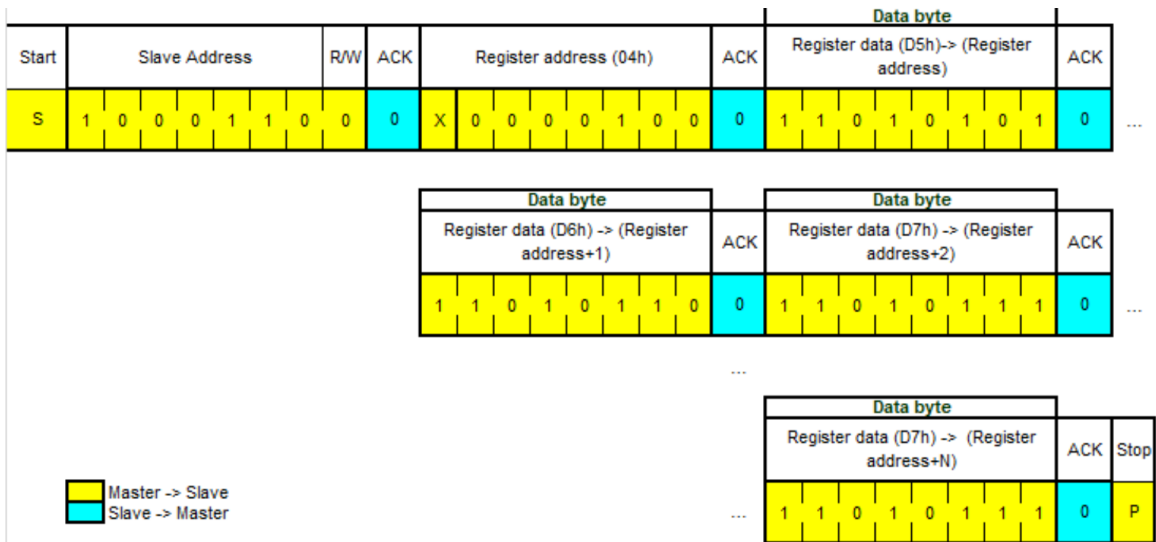 Data byte
Start Slave Address R/W ACK Register address (04h) ACK Register data (D5h)-> (Register address) ACK
S 1 0 0 0 1 1 0 0 0 X 0 0 0 0 1 0 0 0 1 1 0 1 0 1 0 1 0 ...
Data byte Data byte
Register data (D6h) -> (Register address+1) ACK Register data (D7h) -> (Register address+2) ACK
1 1 0 1 0 1 1 0 0 1 1 0 1 0 1 1 1 0 ...
...
Data byte
Register data (D7h) -> (Register address+N) ACK Stop
... 1 1 0 1 0 1 1 1 0 P
Master -> Slave
Slave -> Master